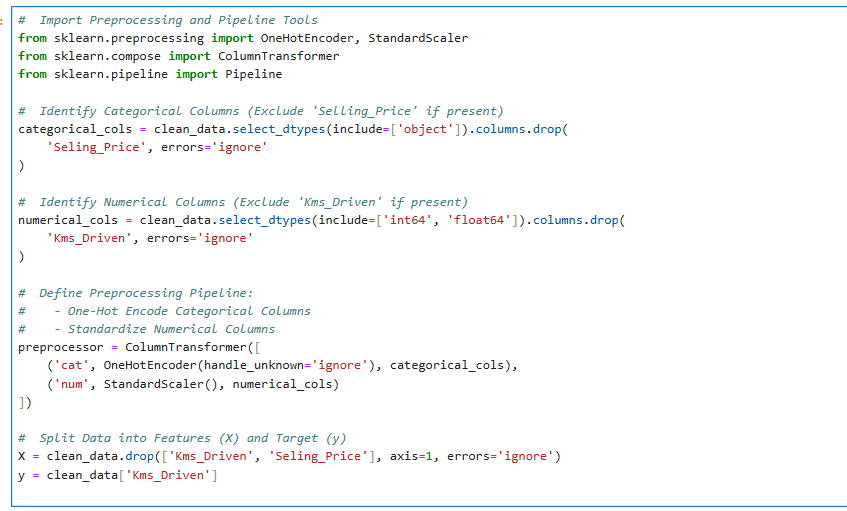 :
#  Import Preprocessing and Pipeline Tools
from sklearn.preprocessing import OneHotEncoder, StandardScaler
from sklearn.compose import ColumnTransformer
from sklearn.pipeline import Pipeline

#  Identify Categorical Columns (Exclude 'Selling_Price' if present)
categorical_cols = clean_data.select_dtypes(include=['object']).columns.drop(
    'Seling_Price', errors='ignore'
)

#  Identify Numerical Columns (Exclude 'Kms_Driven' if present)
numerical_cols = clean_data.select_dtypes(include=['int64', 'float64']).columns.drop(
    'Kms_Driven', errors='ignore'
)

#  Define Preprocessing Pipeline:
#    - One-Hot Encode Categorical Columns
#    - Standardize Numerical Columns
preprocessor = ColumnTransformer([
    ('cat', OneHotEncoder(handle_unknown='ignore'), categorical_cols),
    ('num', StandardScaler(), numerical_cols)
])

#  Split Data into Features (X) and Target (y)
X = clean_data.drop(['Kms_Driven', 'Seling_Price'], axis=1, errors='ignore')
y = clean_data['Kms_Driven']